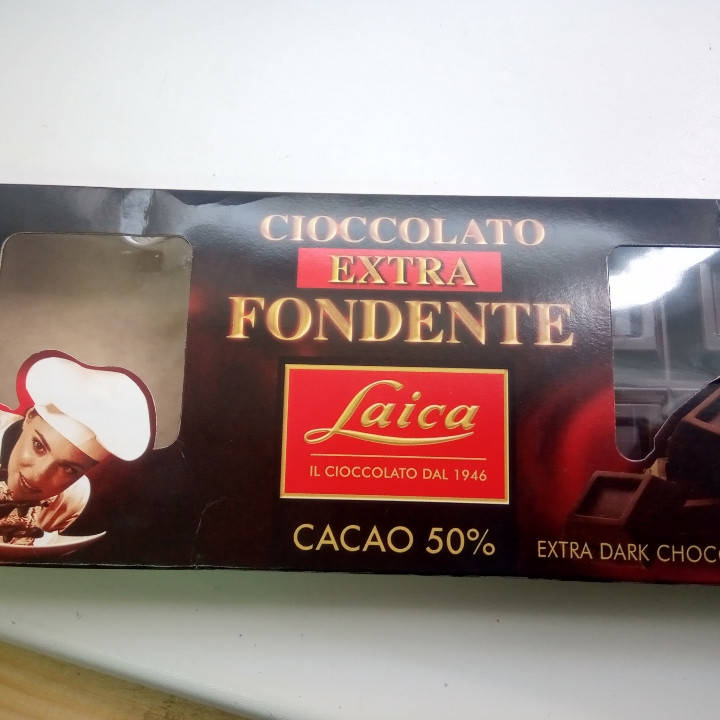 CIOCCOLATO
EXTRA
FONDENTE
Laica
IL CIOCCOLATO DAL 1946
CACAO 50%
EXTRA DARK